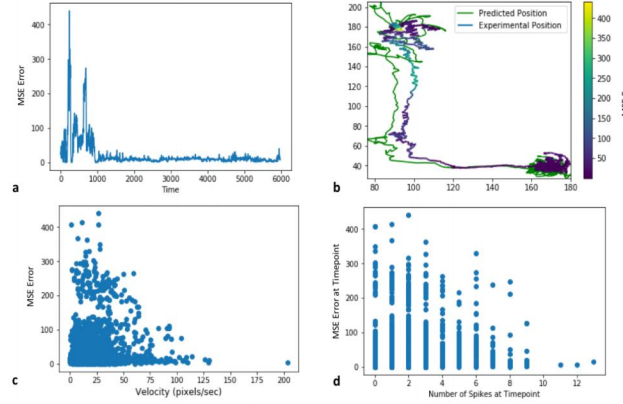 400
300
200
100
0
MSE Error
0 1000 2000 3000 4000 5000 6000
Time
a
200
180
160
140
120
100
80
60
40
80 100 120 140 160 180
Predicted Position
Experimental Position
400
350
300
250
200
150
100
50
b
400
300
200
100
0
MSE Error
0 25 50 75 100 125 150 175 200
Velocity (pixels/sec)
c
400
300
200
100
0
MSE Error at Timepoint
0 2 4 6 8 10 12
Number of Spikes at Timepoint
d